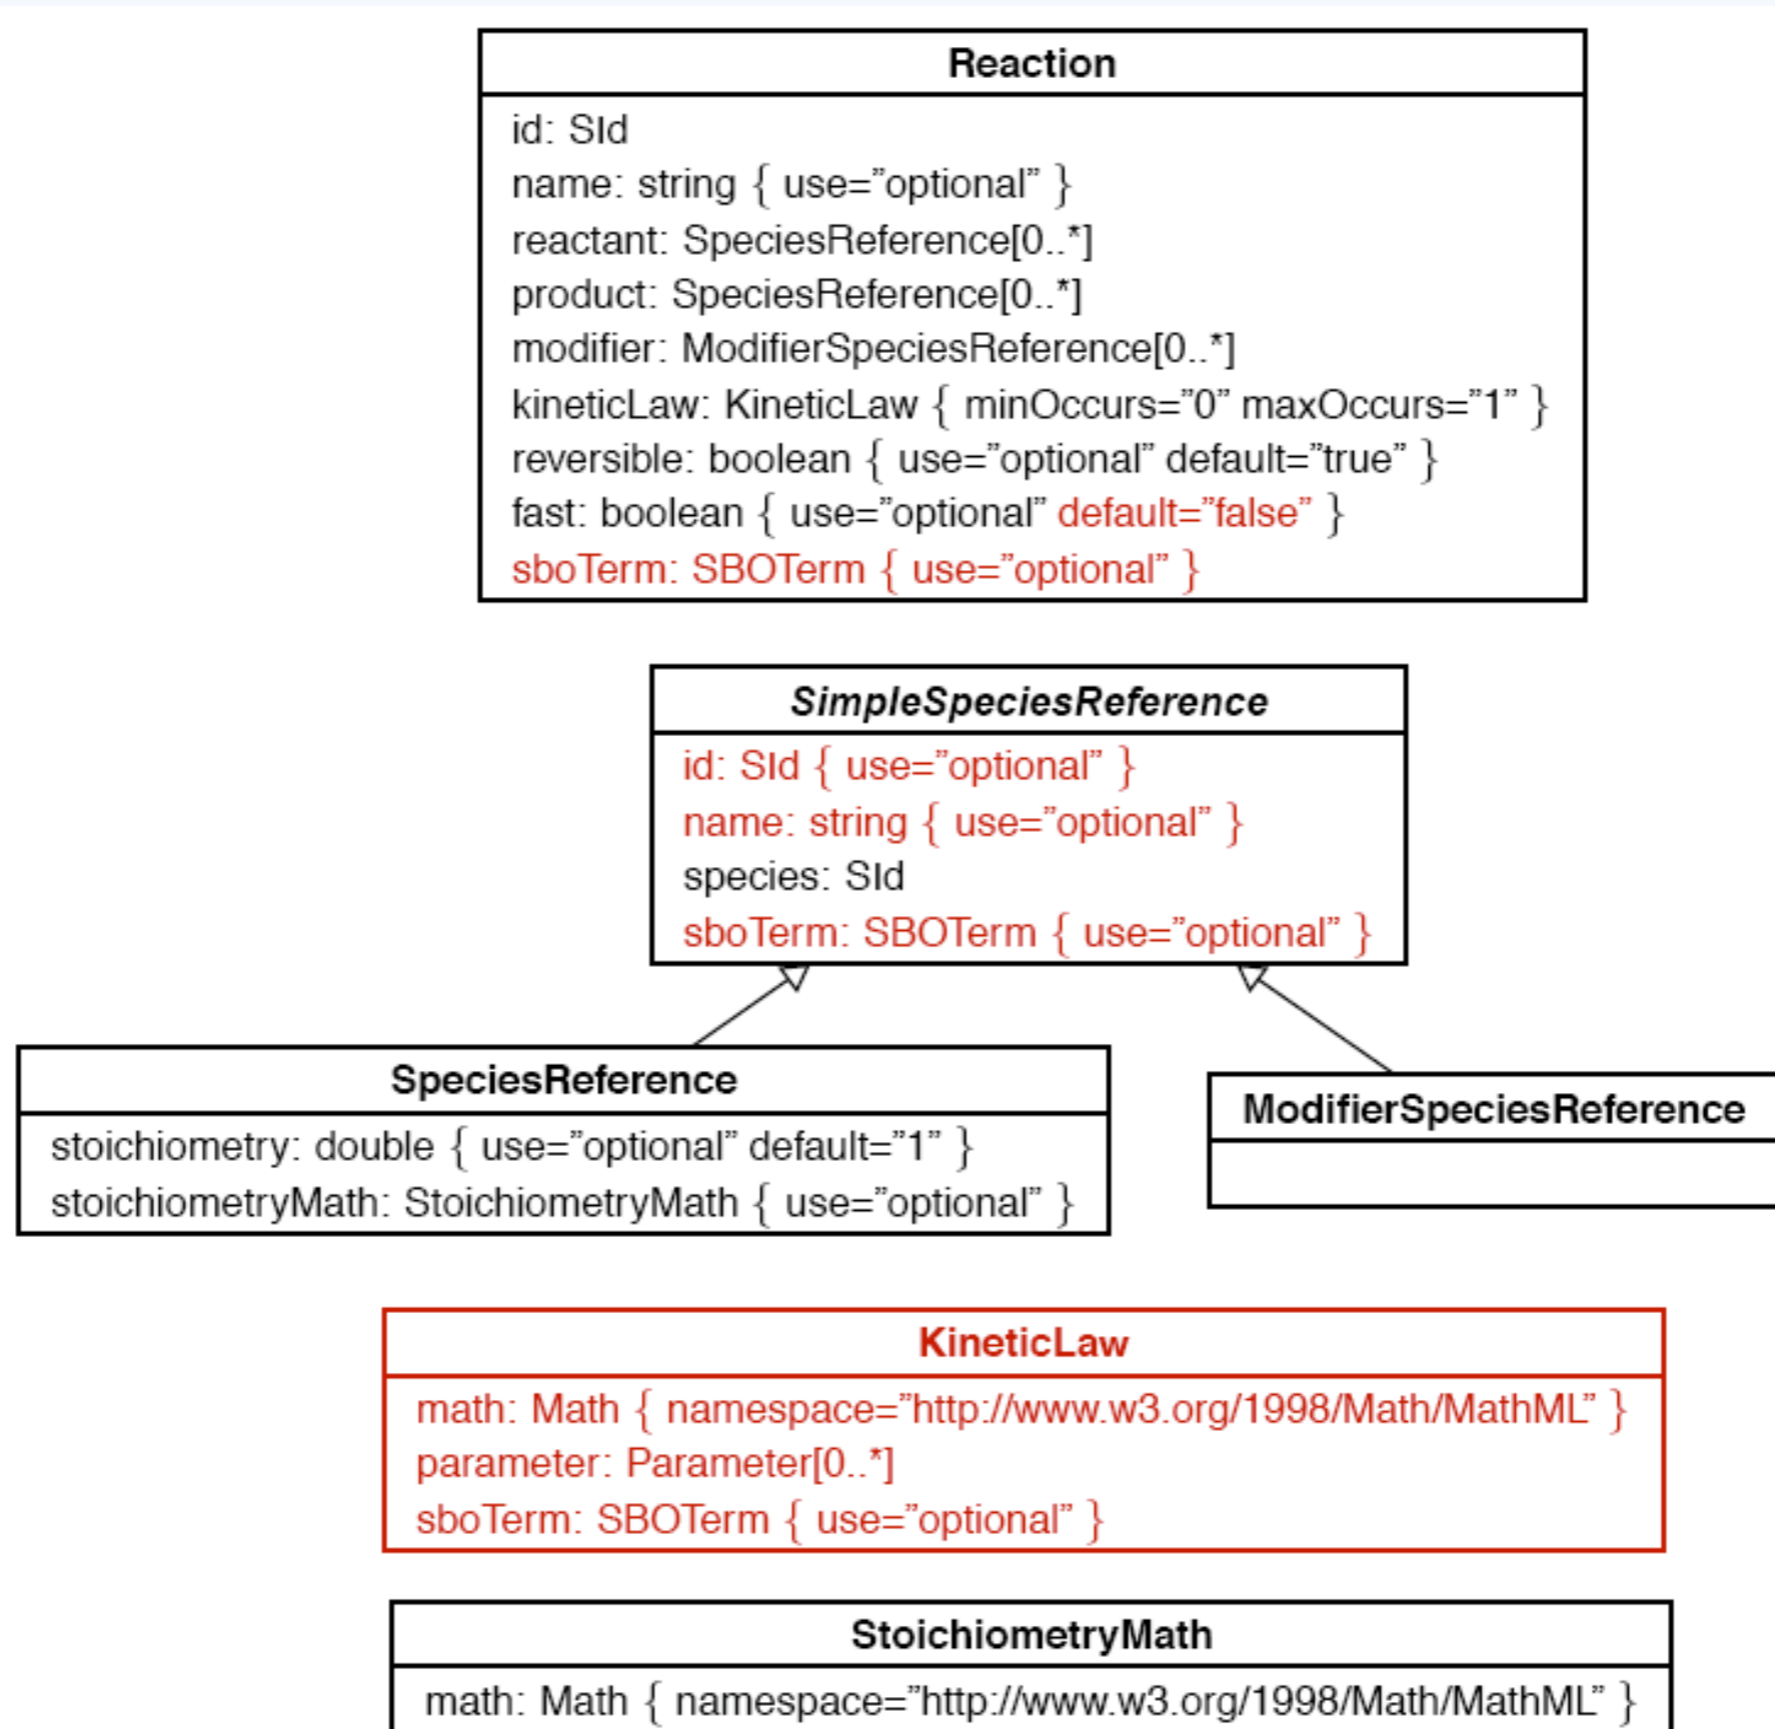 Reaction
id: SId
name: string { use=”optional” }
reactant: SpeciesReference[0..*]
product: SpeciesReference[0..*]
modifier: ModifierSpeciesReference[0..*]
kineticLaw: KineticLaw { minOccurs=”0” maxOccurs=”1” }
reversible: boolean { use=”optional” default=”true” }
fast: boolean { use=”optional” default=”false” }
sboTerm: SBOTerm { use=”optional” }
SimpleSpeciesReference
id: SId { use=”optional” }
name: string { use=”optional” }
species: SId
sboTerm: SBOTerm { use=”optional” }
SpeciesReference
stoichiometry: double { use=”optional” default=”1” }
stoichiometryMath: StoichiometryMath { use=”optional” }
ModifierSpeciesReference
KineticLaw
math: Math { namespace=”http://www.w3.org/1998/Math/MathML” }
parameter: Parameter[0..*]
sboTerm: SBOTerm { use=”optional” }
StoichiometryMath
math: Math { namespace=”http://www.w3.org/1998/Math/MathML” }